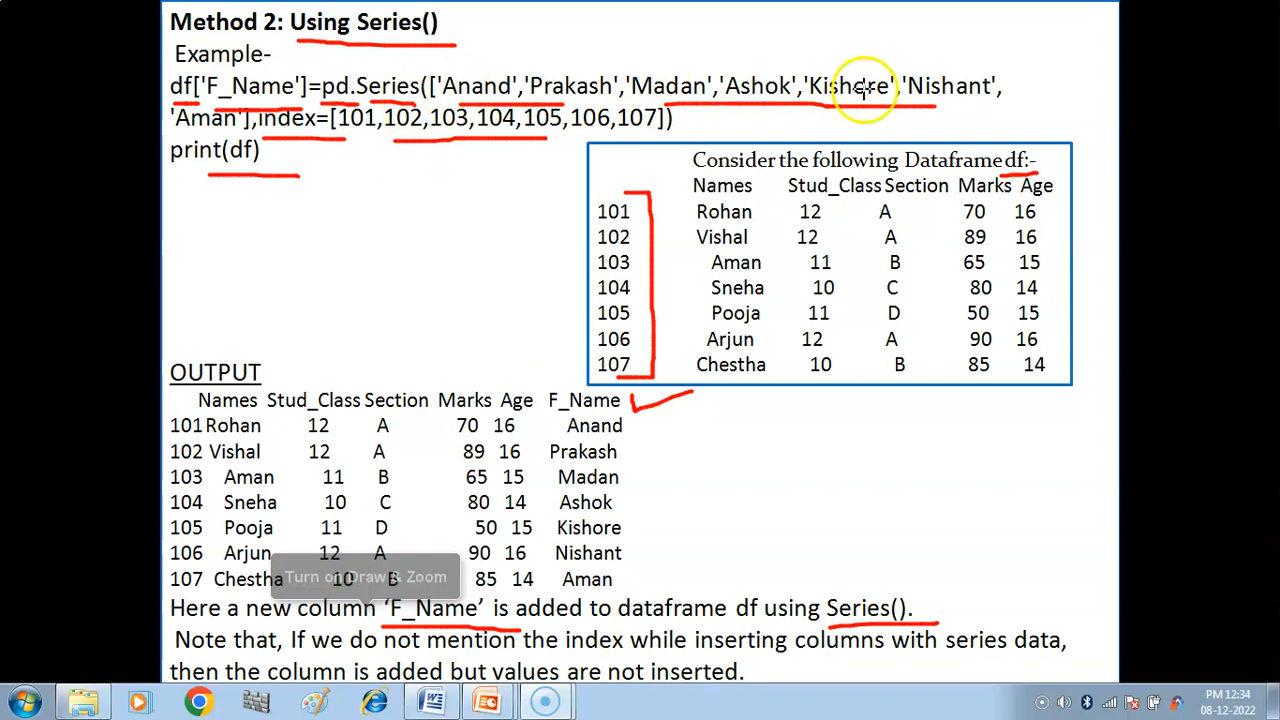 Method 2: Using Series()
Example-
df['F_Name']=pd.Series(['Anand','Prakash','Madan','Ashok','Kishore','Nishant',
'Aman'],index=[101,102,103,104,105,106,107])
print(df)
Consider the following Dataframe df:-
Names Stud_Class Section Marks Age
101 Rohan 12 A 70 16
102 Vishal 12 A 89 16
103 Aman 11 B 65 15
104 Sneha 10 C 80 14
105 Pooja 11 D 50 15
106 Arjun 12 A 90 16
107 Chestha 10 B 85 14
OUTPUT
Names Stud_Class Section Marks Age F_Name
101 Rohan 12 A 70 16 Anand
102 Vishal 12 A 89 16 Prakash
103 Aman 11 B 65 15 Madan
104 Sneha 10 C 80 14 Ashok
105 Pooja 11 D 50 15 Kishore
106 Arjun 12 A 90 16 Nishant
107 Chestha 10 B 85 14 Aman
Turn on Draw & Zoom
Here a new column ‘F_Name’ is added to dataframe df using Series().
Note that, If we do not mention the index while inserting columns with series data,
then the column is added but values are not inserted.
PM 12:34
08-12-2022